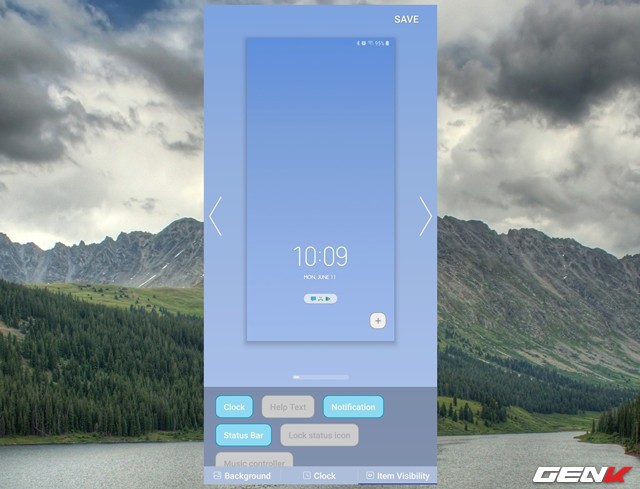 SAVE
90%
10:09
MON, JUNE 11
Clock Help Text Notification
Status Bar Lock status icon
Music controller
Background Clock Item Visibility
GENK